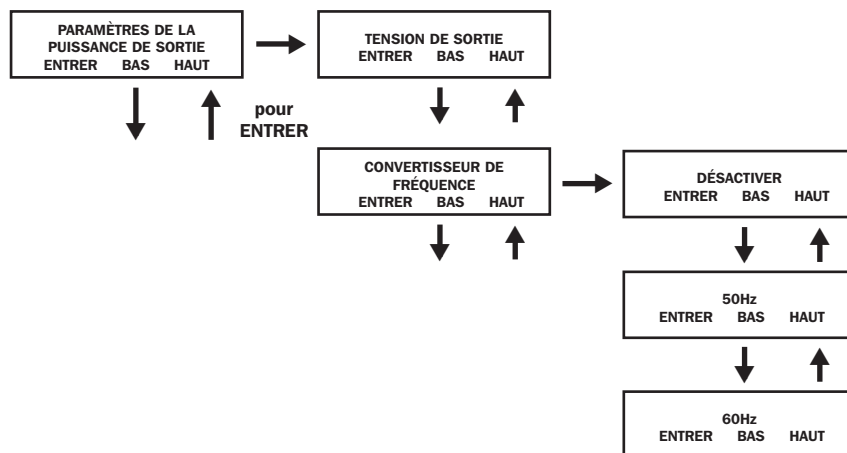 PARAMÈTRES DE LA
PUISSANCE DE SORTIE
ENTRER BAS HAUT
TENSION DE SORTIE
ENTRER BAS HAUT
pour
ENTRER
CONVERTISSEUR DE
FRÉQUENCE
ENTRER BAS HAUT
DÉSACTIVER
ENTRER BAS HAUT
50Hz
ENTRER BAS HAUT
60Hz
ENTRER BAS HAUT